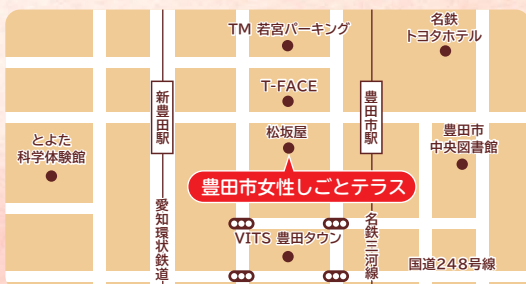 TM 若宮パーキング
名鉄
トヨタホテル
T-FACE
新豊田駅
豊田市駅
松坂屋
とよた
科学体験館
豊田市
中央図書館
豊田市女性しごとテラス
愛知環状鉄道
名鉄三河線
VITS 豊田タウン
国道248号線